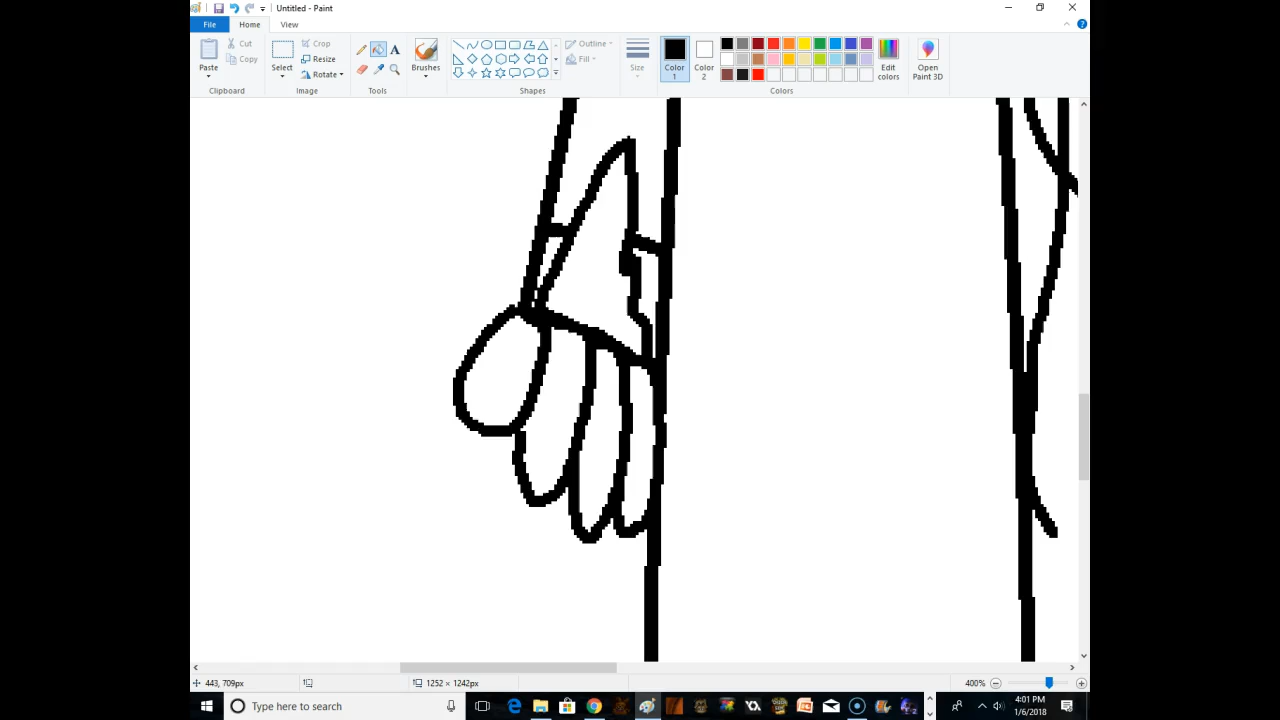 Untitled - Paint
File
Home
View
Paste
Cut
Copy
Clipboard
Select
Crop
Resize
Rotate
Image
A
Tools
Brushes
Outline
Fill
Shapes
Size
Color 1
Color 2
Edit colors
Colors
Open Paint 3D
443, 709px
1252 × 1242px
400%
Type here to search
4:01 PM
1/6/2018